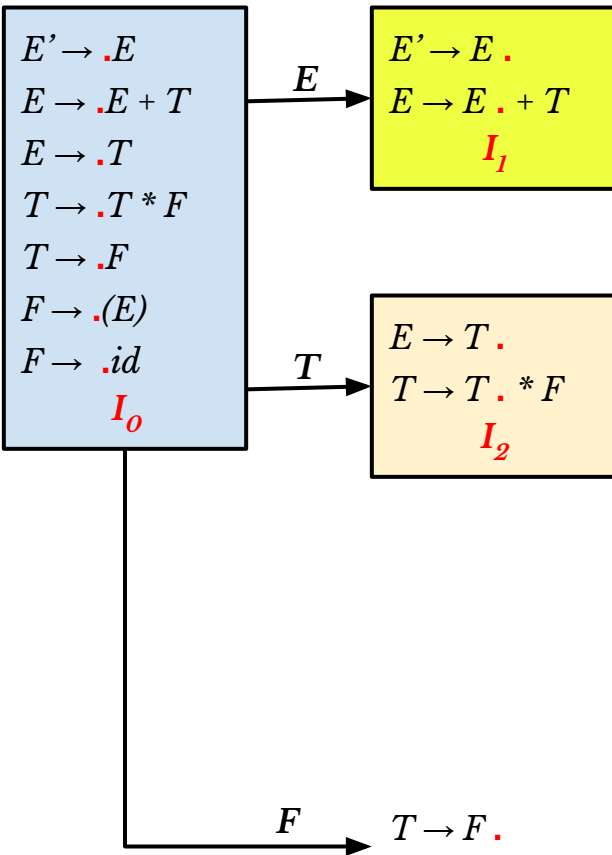 E’ → .E
E → .E + T
E → .T
T → .T * F
T → .F
F → .(E)
F → .id
I₀
E
E’ → E .
E → E . + T
I₁
T
E → T .
T → T . * F
I₂
F
T → F .